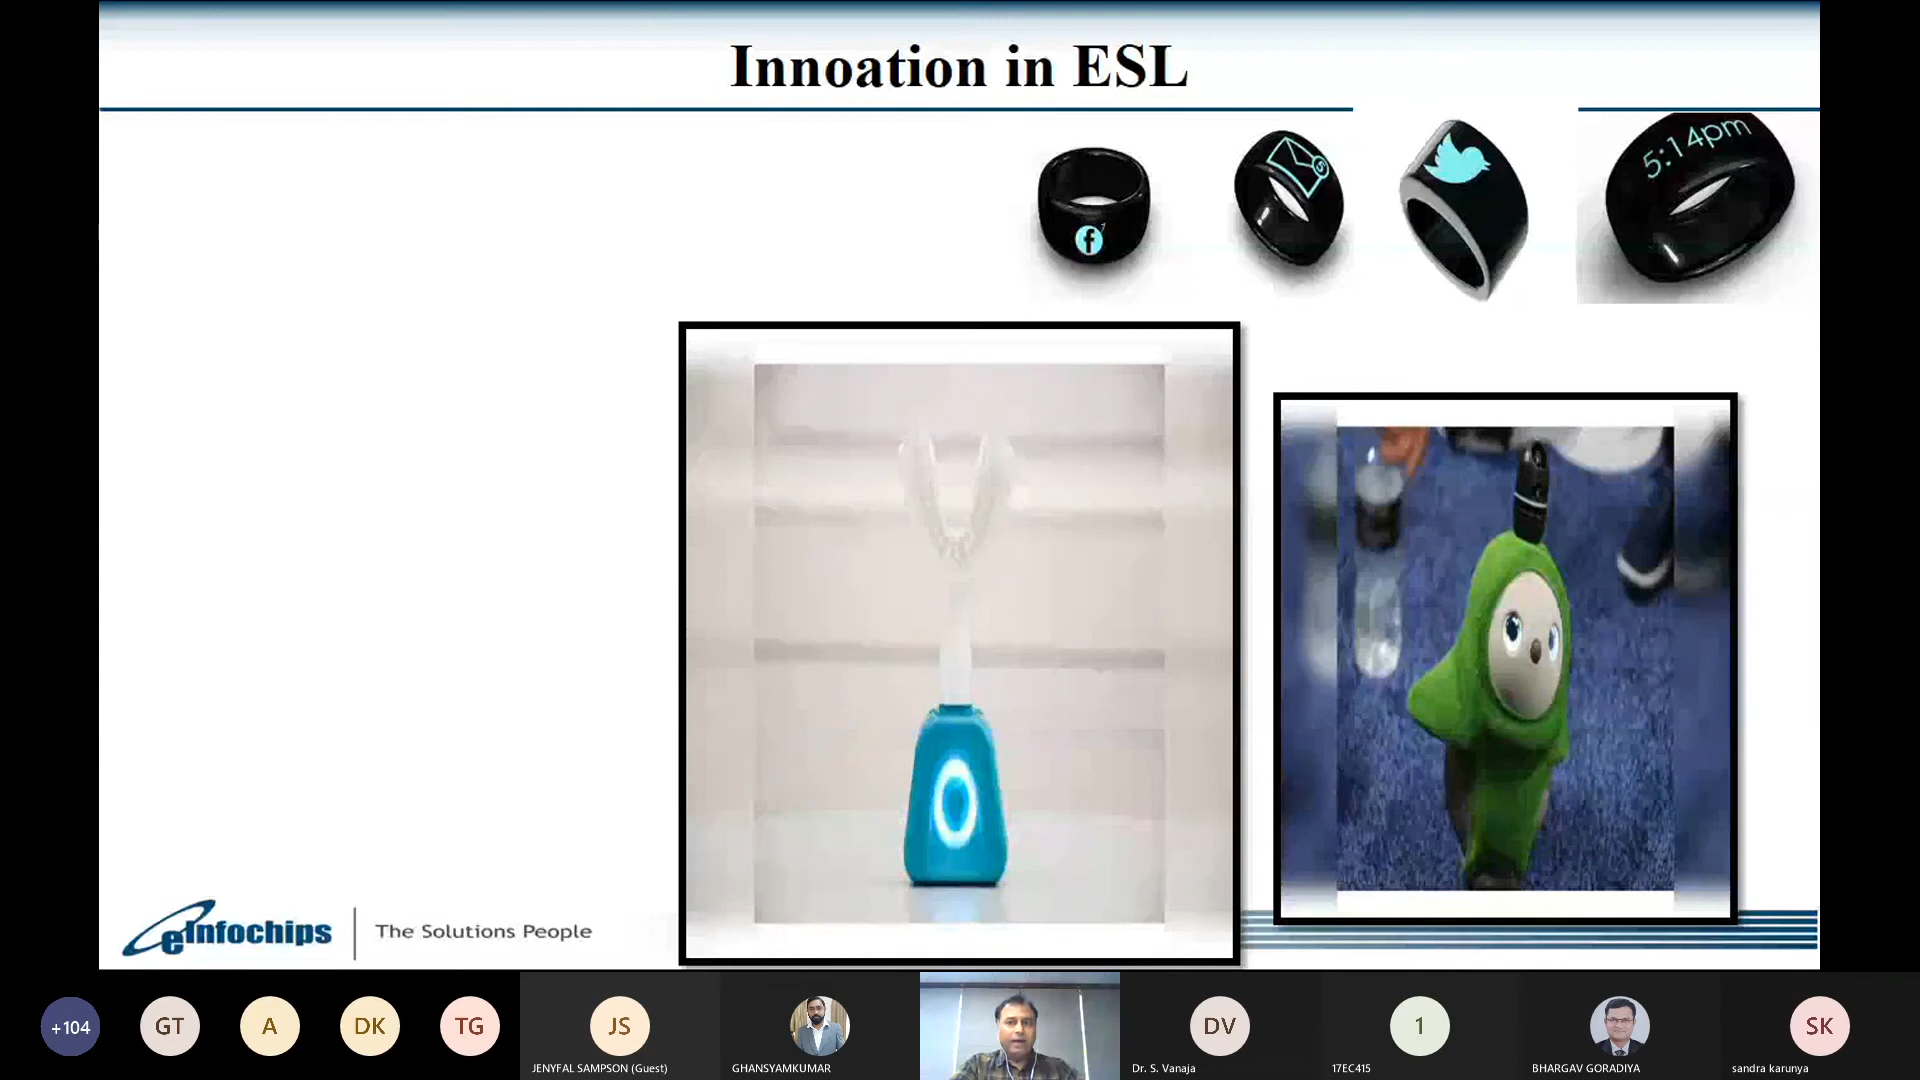 Innoation in ESL
f
5:14pm
eInfochips
The Solutions People
+104
GT
A
DK
TG
JS
DV
1
SK
JENYFAL SAMPSON (Guest)
GHANSYAMKUMAR
Dr. S. Vanaja
17EC415
BHARGAV GORADIYA
sandra karunya